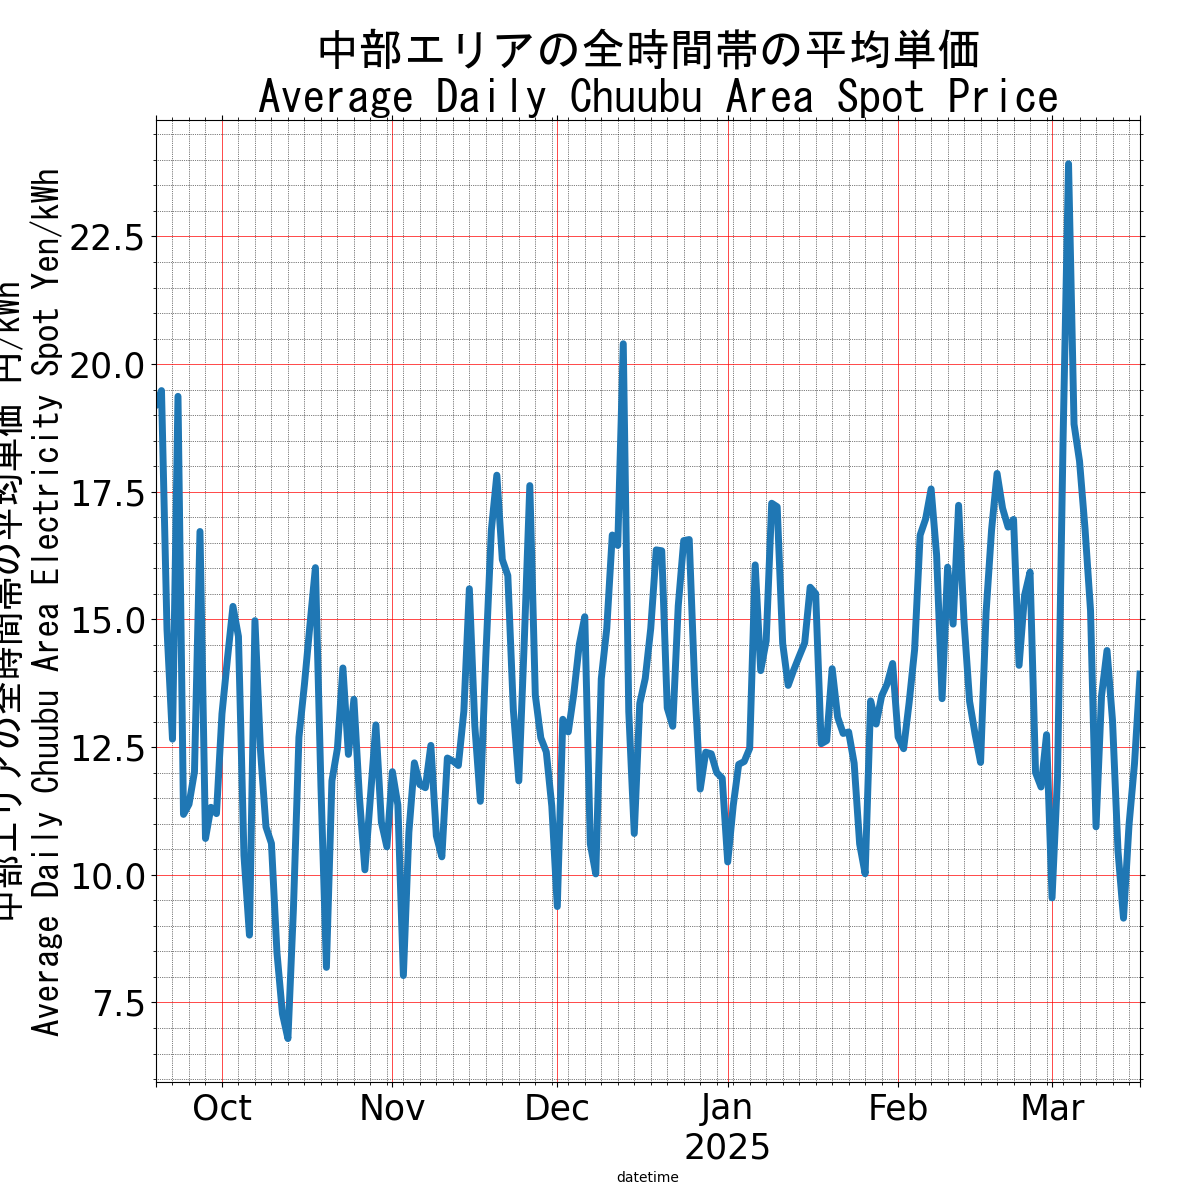 中部エリアの全時間帯の平均単価
Average Daily Chuubu Area Spot Price
中部エリアの全時間帯の平均単価 円/kWh
Average Daily Chuubu Area Electricity Spot Yen/kWh
22.5
20.0
17.5
15.0
12.5
10.0
7.5
Oct
Nov
Dec
Jan
Feb
Mar
2025
datetime